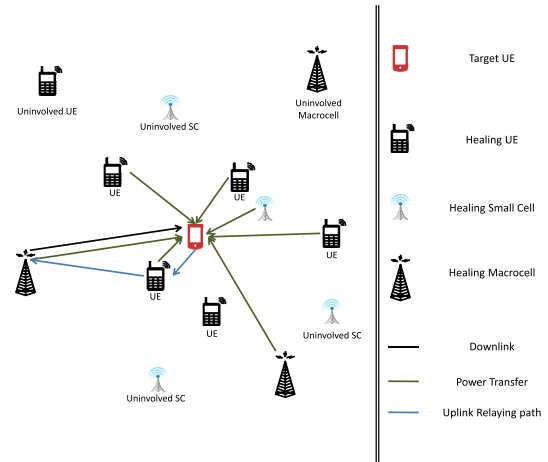 Uninvolved UE
Uninvolved SC
Uninvolved
Macrocell
UE
UE
UE
UE
UE
Uninvolved SC
Uninvolved SC
Target UE
Healing UE
Healing Small Cell
Healing Macrocell
Downlink
Power Transfer
Uplink Relaying path